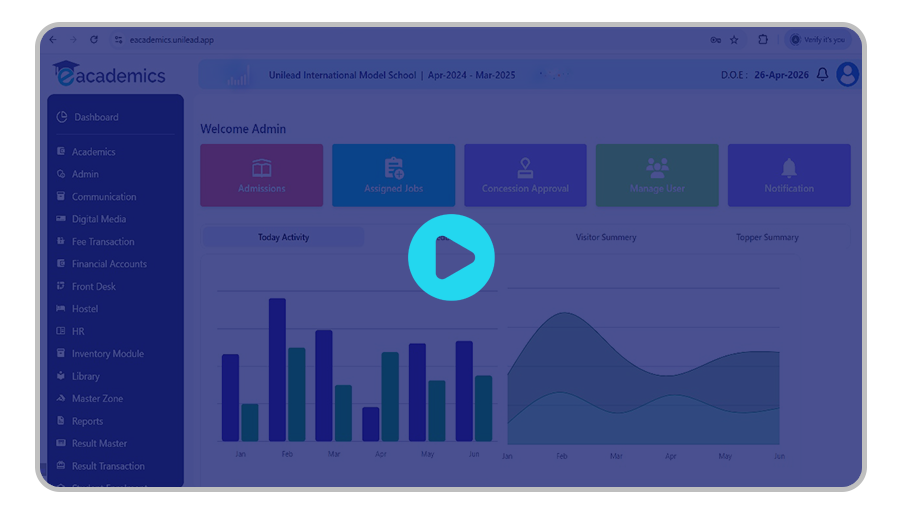 eacademics.unilead.app
Verify it's you
eacademics
Unilead International Model School | Apr-2024 - Mar-2025
D.O.E : 26-Apr-2026
Dashboard
Academics
Admin
Communication
Digital Media
Fee Transaction
Financial Accounts
Front Desk
Hostel
HR
Inventory Module
Library
Master Zone
Reports
Result Master
Result Transaction
Welcome Admin
Admissions
Assigned Jobs
Concession Approval
Manage User
Notification
Today Activity
Visitor Summery
Topper Summary
Jan Feb Mar Apr May Jun
Jan Feb Mar Apr May Jun